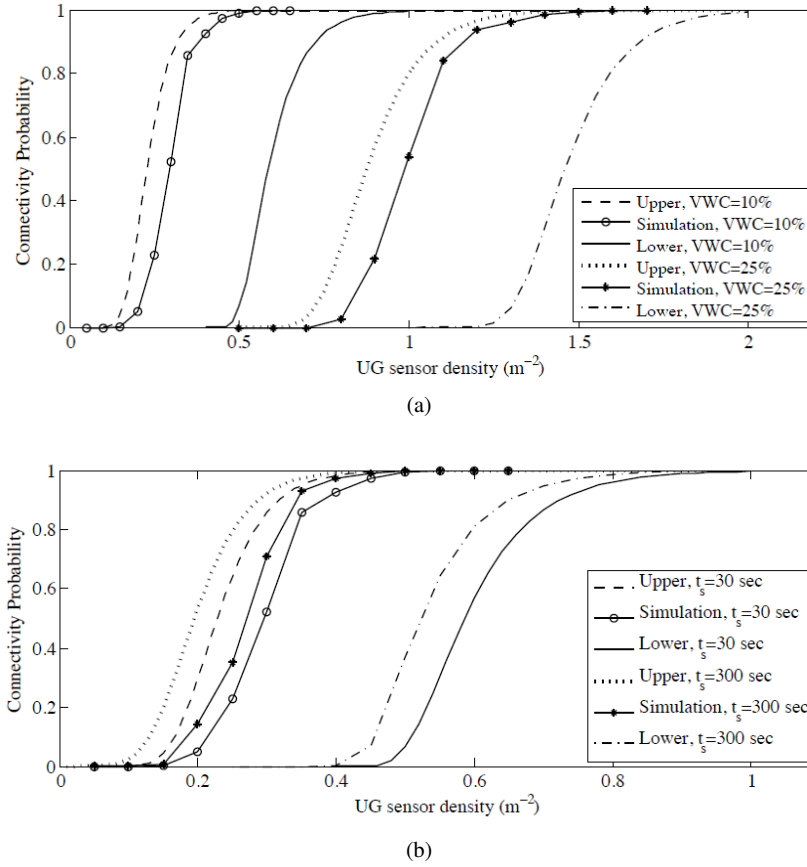 1
0.8
0.6
0.4
0.2
0
Connectivity Probability
0
0.5
1
1.5
2
UG sensor density (m⁻²)
Upper, VWC=10%
Simulation, VWC=10%
Lower, VWC=10%
Upper, VWC=25%
Simulation, VWC=25%
Lower, VWC=25%
(a)
1
0.8
0.6
0.4
0.2
0
Connectivity Probability
0
0.2
0.4
0.6
0.8
1
UG sensor density (m⁻²)
Upper, tₛ=30 sec
Simulation, tₛ=30 sec
Lower, tₛ=30 sec
Upper, tₛ=300 sec
Simulation, tₛ=300 sec
Lower, tₛ=300 sec
(b)